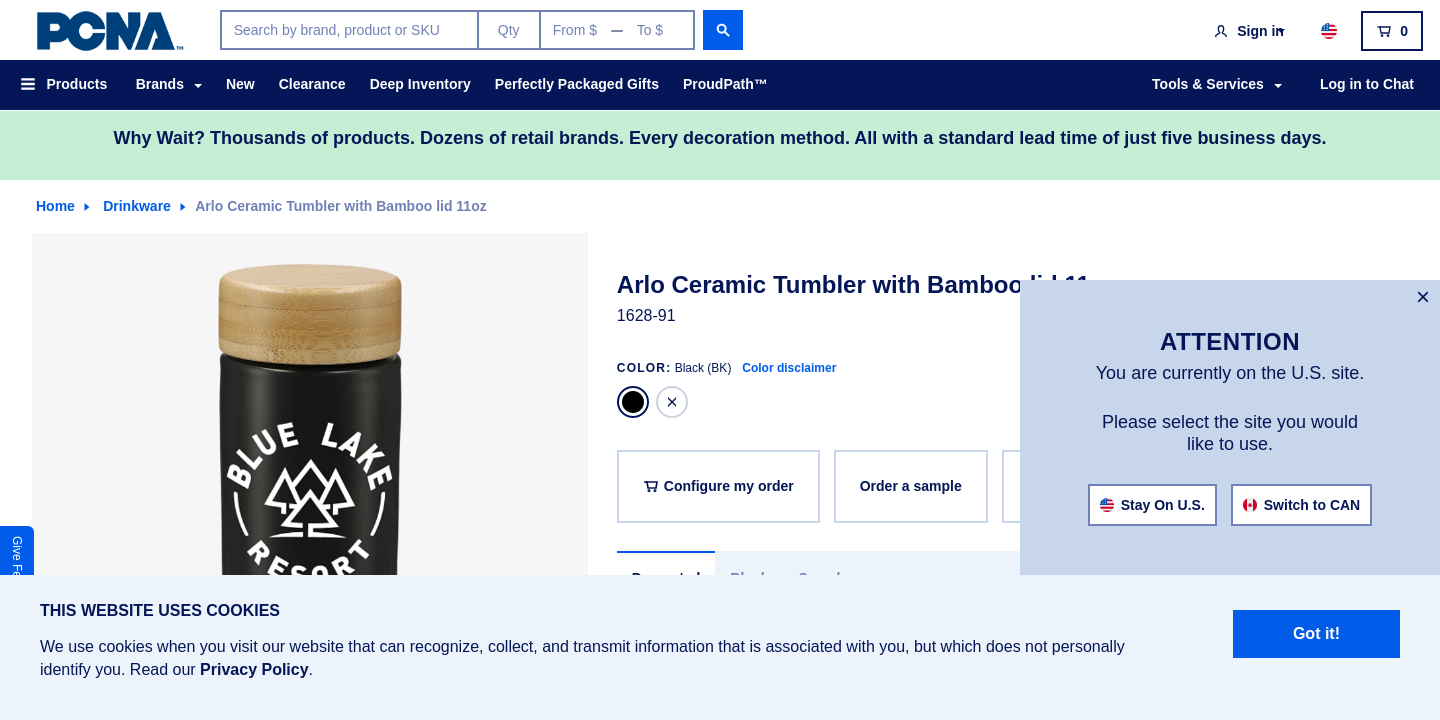 PCNA™
Search by brand, product or SKU
Qty
From $ — To $
Sign in
0
Products
Brands
New
Clearance
Deep Inventory
Perfectly Packaged Gifts
ProudPath™
Tools & Services
Log in to Chat
Why Wait? Thousands of products. Dozens of retail brands. Every decoration method. All with a standard lead time of just five business days.
Home
Drinkware
Arlo Ceramic Tumbler with Bamboo lid 11oz
BLUE LAKE
RESORT
Arlo Ceramic Tumbler with Bamboo lid 11
1628-91
COLOR: Black (BK) Color disclaimer
Configure my order
Order a sample
×
ATTENTION
You are currently on the U.S. site.
Please select the site you would
like to use.
Stay On U.S.
Switch to CAN
Give
THIS WEBSITE USES COOKIES
We use cookies when you visit our website that can recognize, collect, and transmit information that is associated with you, but which does not personally
identify you. Read our Privacy Policy.
Got it!